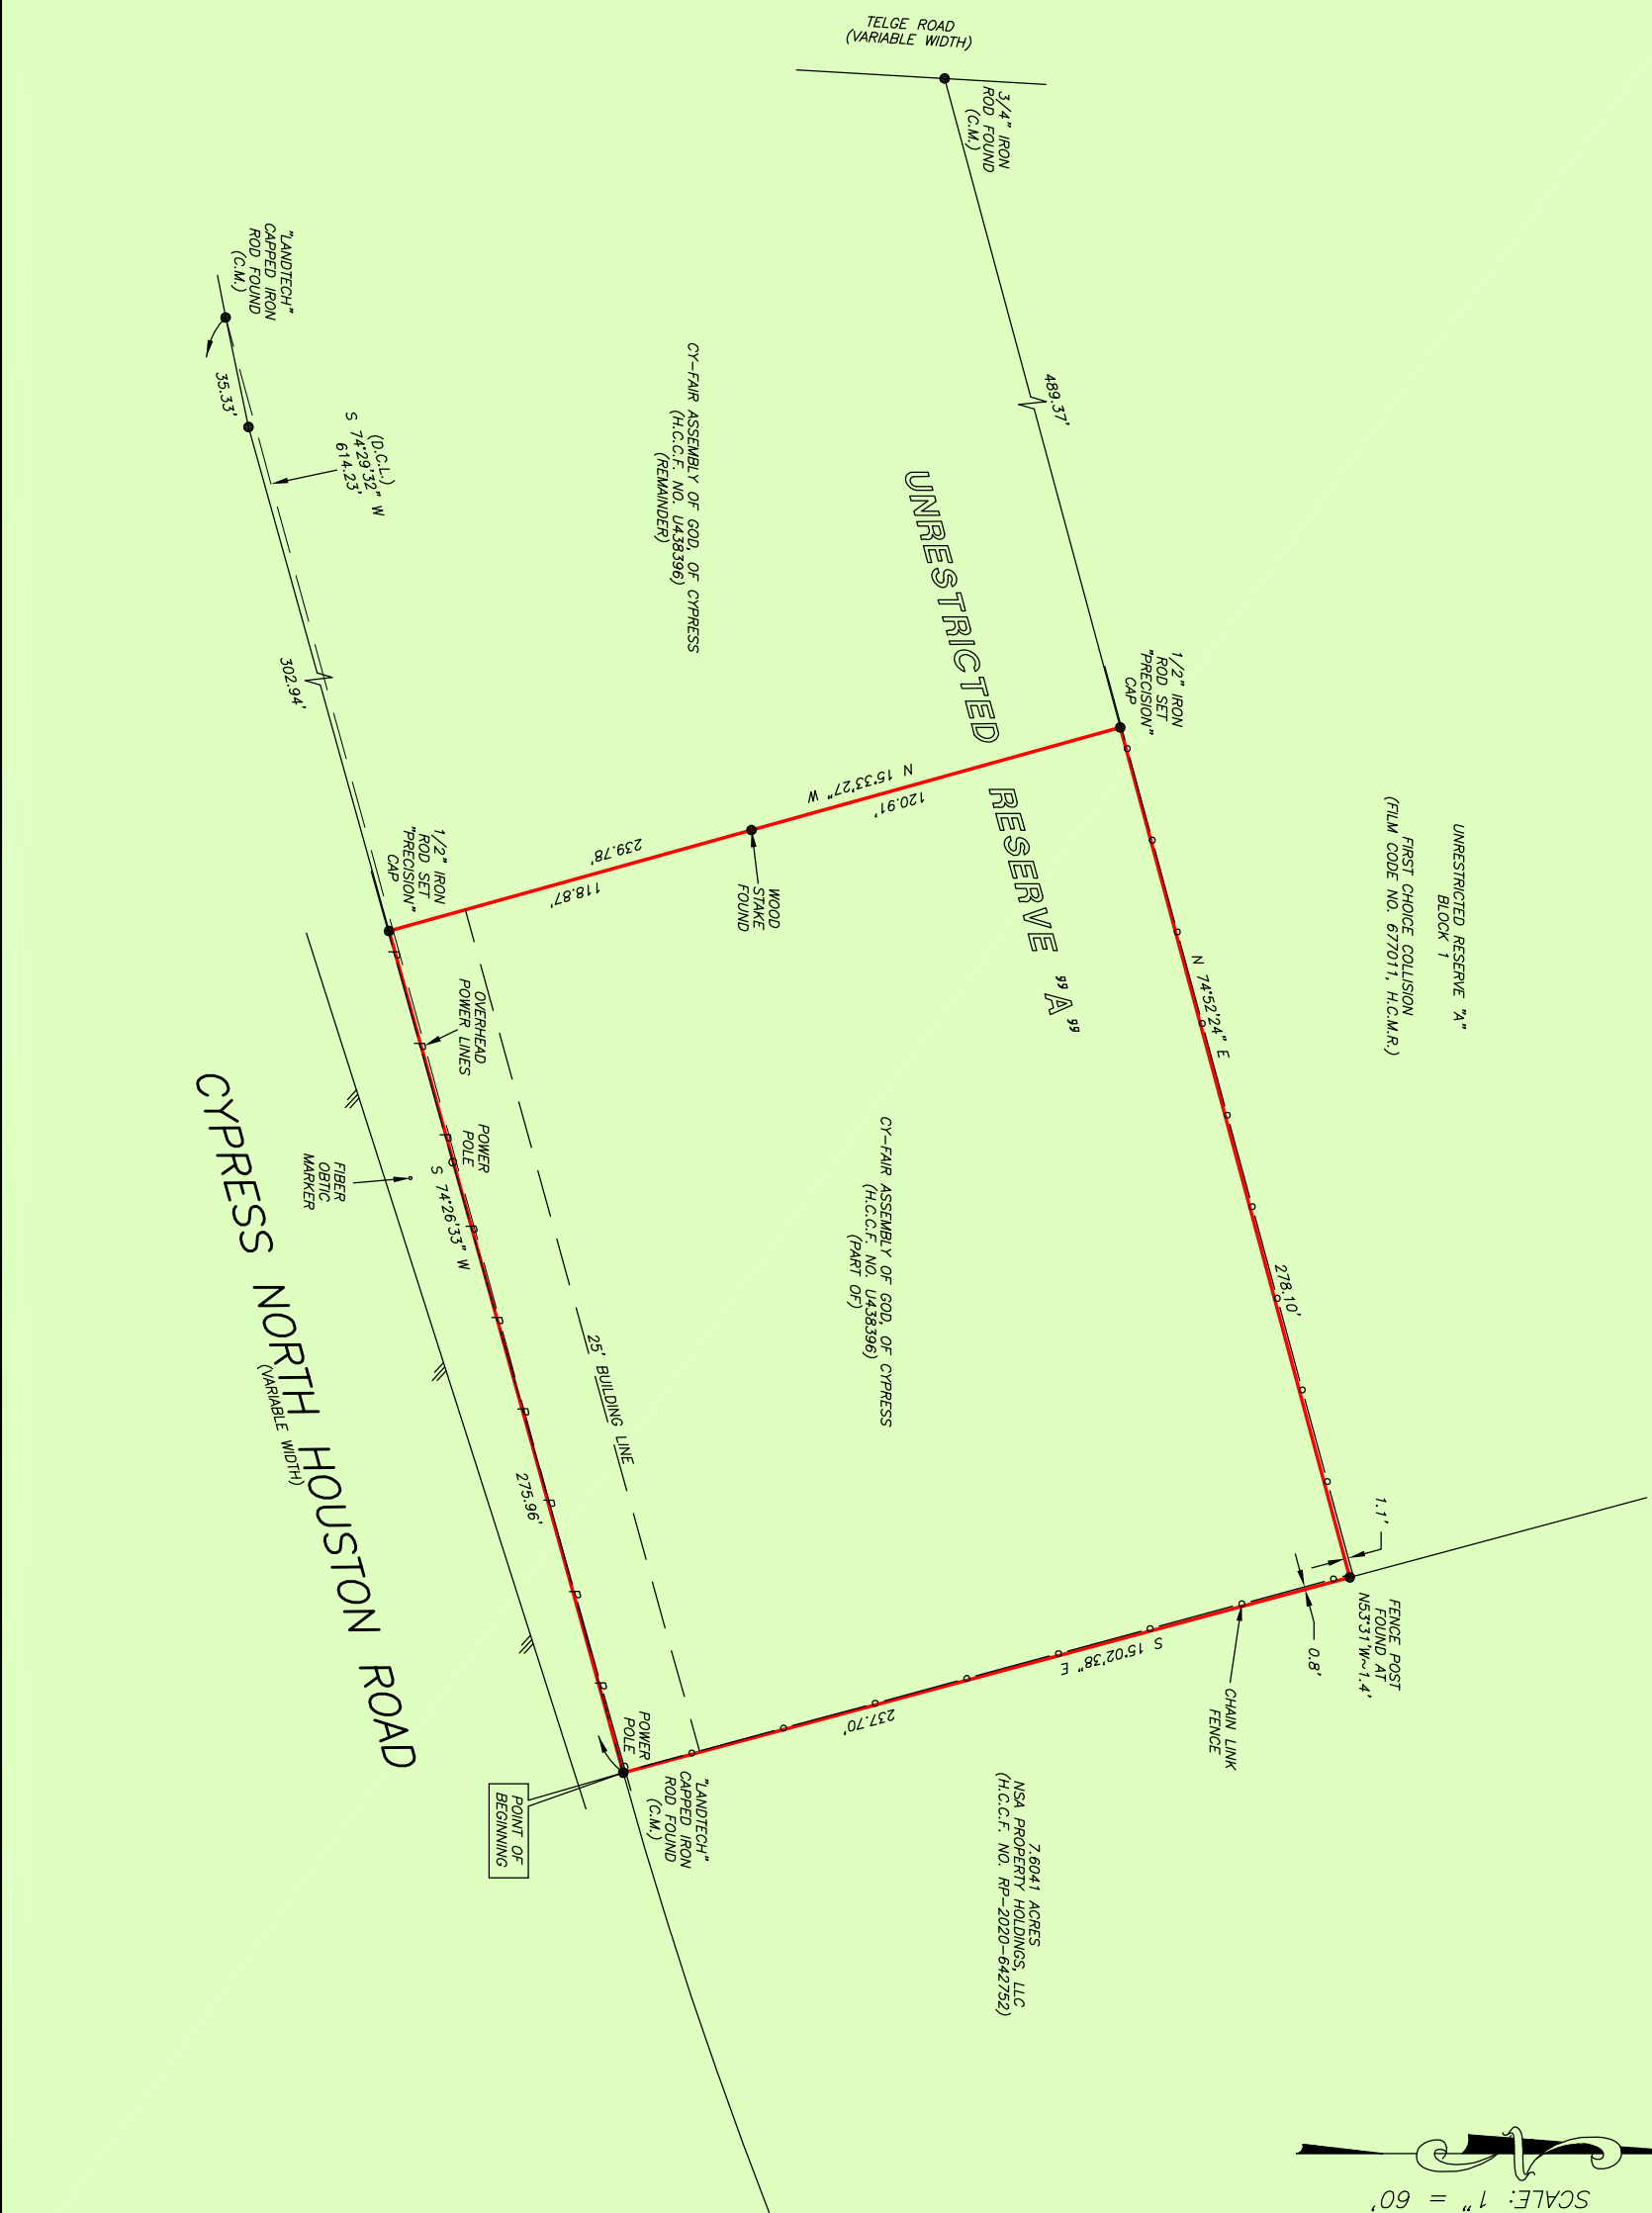 TELGE ROAD
(VARIABLE WIDTH)
3/4" IRON
ROD FOUND
(C.M.)
489.37'
"LANDTECH"
CAPPED IRON
ROD FOUND
(C.M.)
35.33'
(D.C.L.)
S 74°29'32" W
614.23'
302.94'
CY-FAIR ASSEMBLY OF GOD, OF CYPRESS
(H.C.C.F. NO. U438396)
(REMAINDER)
UNRESTRICTED RESERVE "A"
1/2" IRON
ROD SET
"PRECISION"
CAP
N 15°33'27" W
120.91'
239.78'
118.87'
WOOD
STAKE
FOUND
1/2" IRON
ROD SET
"PRECISION"
CAP
UNRESTRICTED RESERVE "A"
BLOCK 1
FIRST CHOICE COLLISION
(FILM CODE NO. 677011, H.C.M.R.)
N 74°52'24" E
278.10'
OVERHEAD
POWER LINES
POWER
POLE
S 74°26'33" W
275.96'
FIBER
OBTIC
MARKER
CY-FAIR ASSEMBLY OF GOD, OF CYPRESS
(H.C.C.F. NO. U438396)
(PART OF)
25' BUILDING LINE
CYPRESS NORTH HOUSTON ROAD
(VARIABLE WIDTH)
1.1'
FENCE POST
FOUND AT
N53°31'W~1.4'
0.8'
CHAIN LINK
FENCE
S 15°02'38" E
237.70'
POWER
POLE
"LANDTECH"
CAPPED IRON
ROD FOUND
(C.M.)
POINT OF
BEGINNING
7.6041 ACRES
NSA PROPERTY HOLDINGS, LLC
(H.C.C.F. NO. RP-2020-642752)
P
P
P
P
P
P
P
P
P
N
SCALE: 1" = 60'